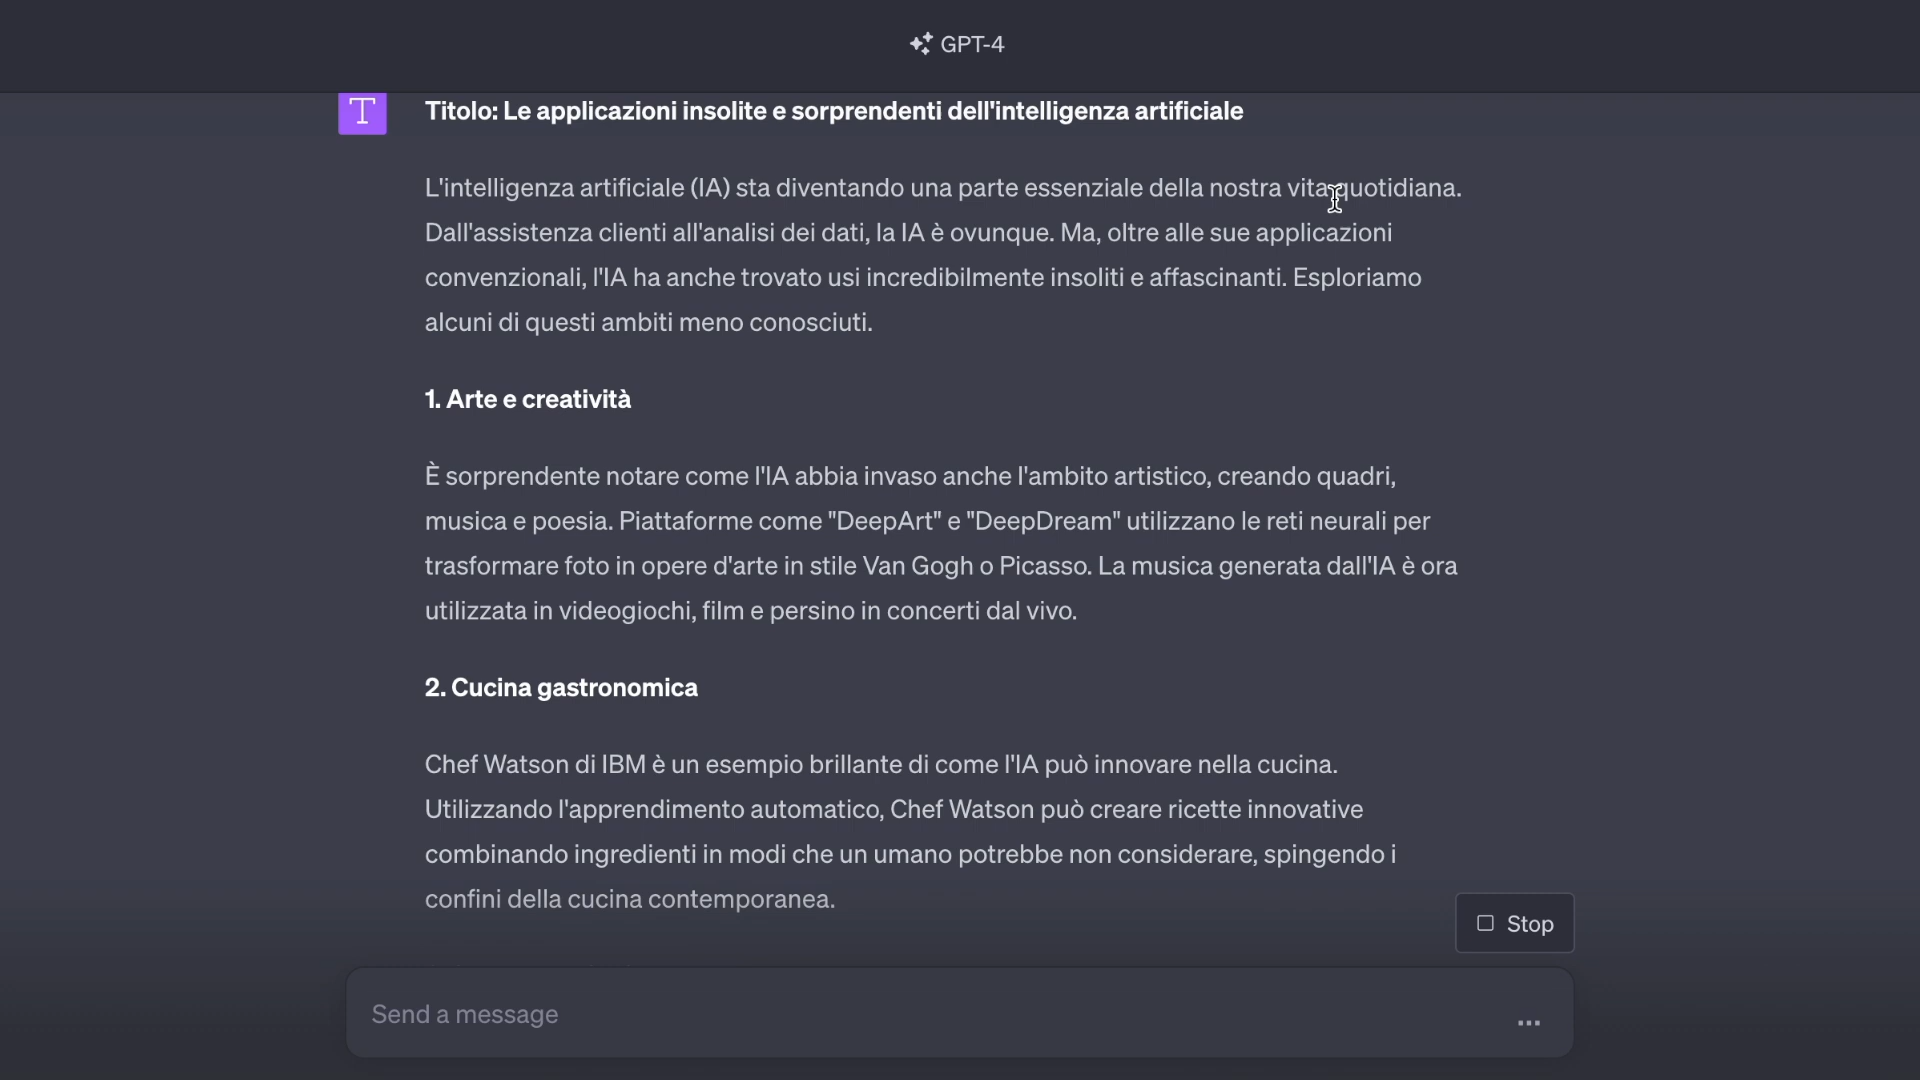 GPT-4
T
Titolo: Le applicazioni insolite e sorprendenti dell'intelligenza artificiale
L'intelligenza artificiale (IA) sta diventando una parte essenziale della nostra vita quotidiana.
Dall'assistenza clienti all'analisi dei dati, la IA è ovunque. Ma, oltre alle sue applicazioni
convenzionali, l'IA ha anche trovato usi incredibilmente insoliti e affascinanti. Esploriamo
alcuni di questi ambiti meno conosciuti.
1. Arte e creatività
È sorprendente notare come l'IA abbia invaso anche l'ambito artistico, creando quadri,
musica e poesia. Piattaforme come "DeepArt" e "DeepDream" utilizzano le reti neurali per
trasformare foto in opere d'arte in stile Van Gogh o Picasso. La musica generata dall'IA è ora
utilizzata in videogiochi, film e persino in concerti dal vivo.
2. Cucina gastronomica
Chef Watson di IBM è un esempio brillante di come l'IA può innovare nella cucina.
Utilizzando l'apprendimento automatico, Chef Watson può creare ricette innovative
combinando ingredienti in modi che un umano potrebbe non considerare, spingendo i
confini della cucina contemporanea.
Stop
Send a message